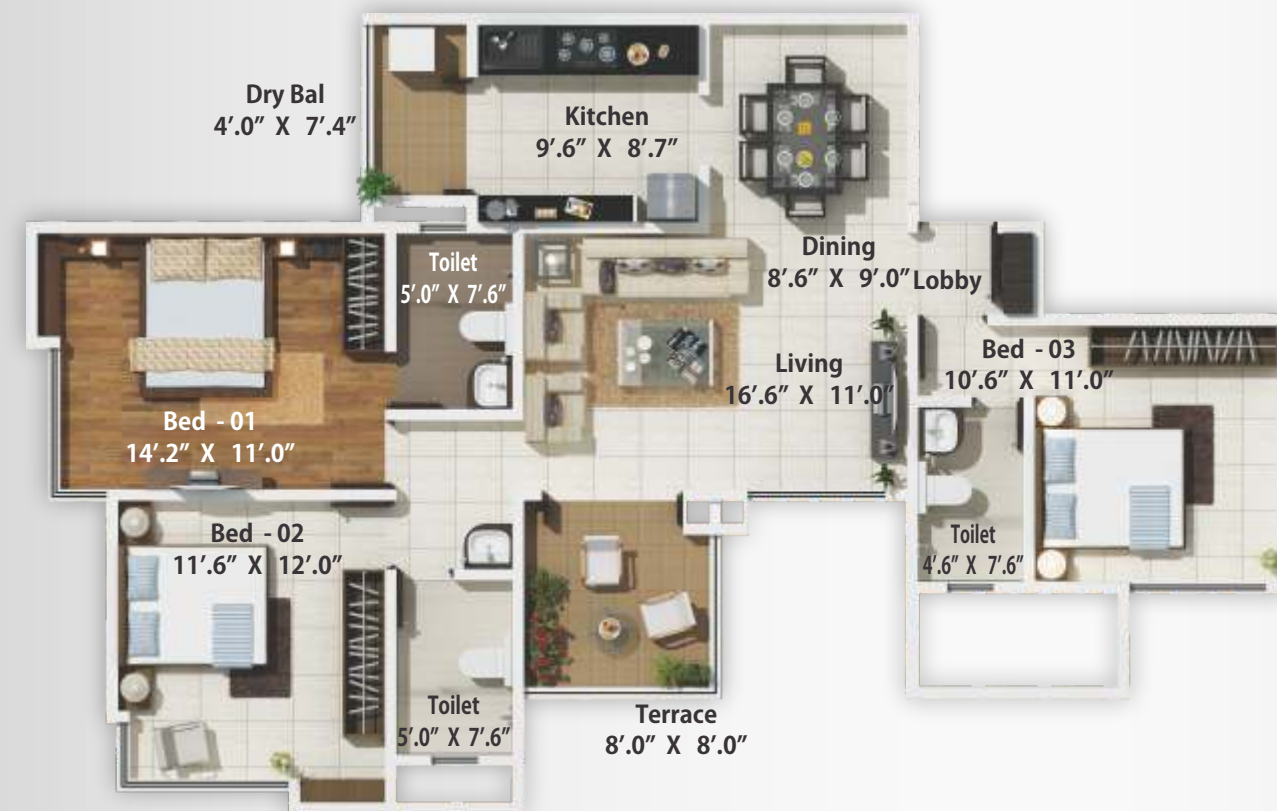 Dry Bal
4’.0” X 7’.4”
Kitchen
9’.6” X 8’.7”
Toilet
5’.0” X 7’.6”
Dining
8’.6” X 9’.0”
Lobby
Living
16’.6” X 11’.0”
Bed - 03
10’.6” X 11’.0”
Bed - 01
14’.2” X 11’.0”
Bed - 02
11’.6” X 12’.0”
Toilet
4’.6” X 7’.6”
Toilet
5’.0” X 7’.6”
Terrace
8’.0” X 8’.0”